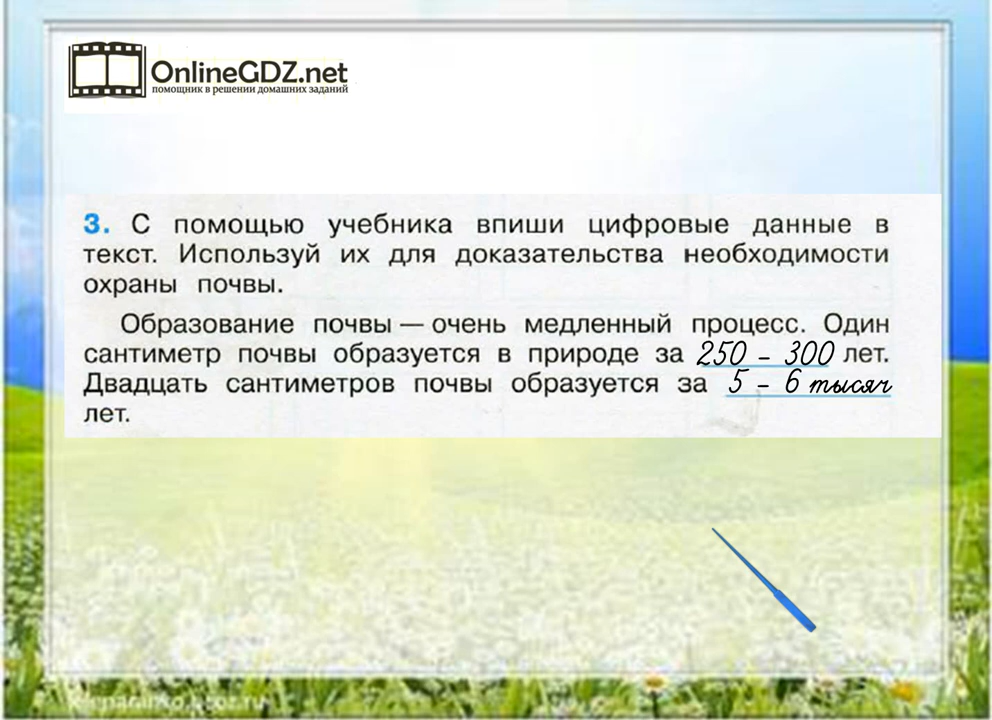 OnlineGDZ.net
помощник в решении домашних заданий
3. С помощью учебника впиши цифровые данные в
текст. Используй их для доказательства необходимости
охраны почвы.
Образование почвы — очень медленный процесс. Один
сантиметр почвы образуется в природе за 250 – 300 лет.
Двадцать сантиметров почвы образуется за 5 – 6 тысяч
лет.